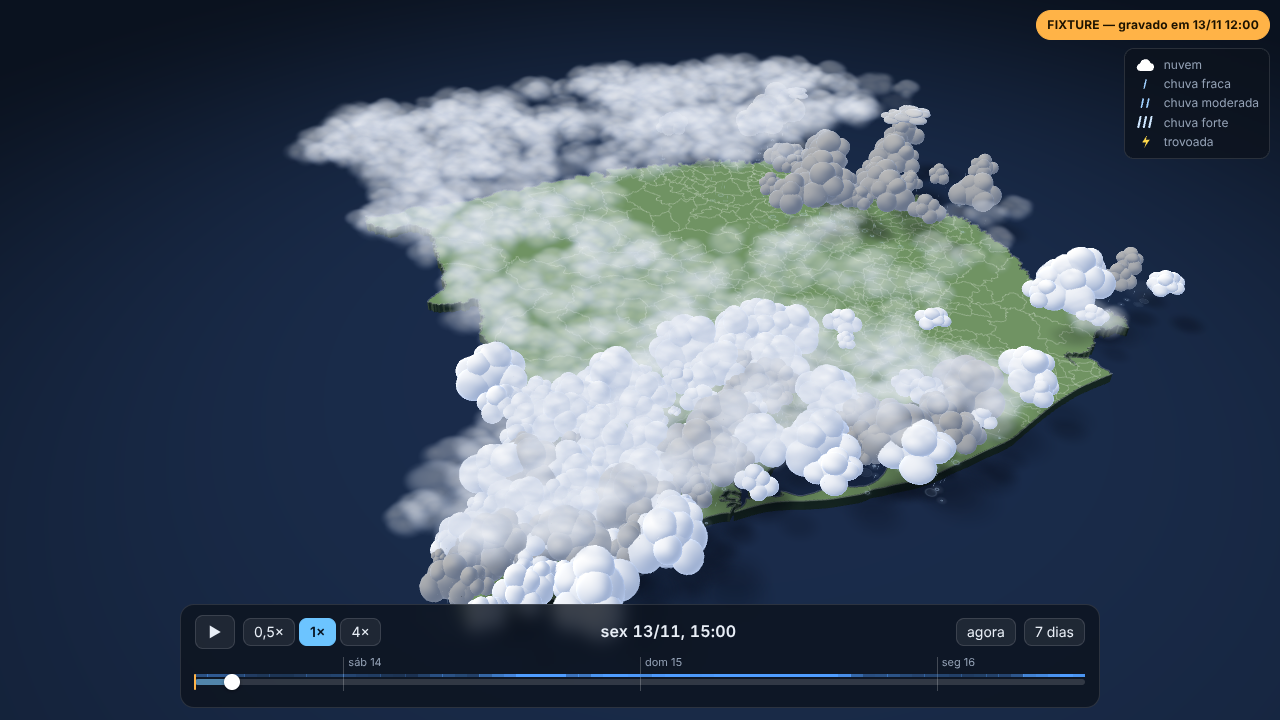 FIXTURE — gravado em 13/11 12:00
nuvem
chuva fraca
chuva moderada
chuva forte
trovoada
0,5× 1× 4× sex 13/11, 15:00 agora 7 dias
sáb 14 dom 15 seg 16